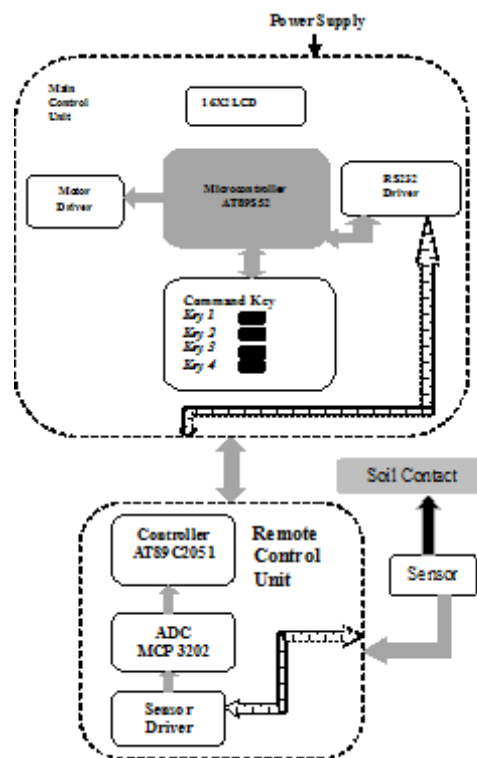 Power Supply
Main
Control
Unit
16X2 LCD
Microcontroller
AT89S52
Motor
Driver
RS232
Driver
Command Key
Key 1
Key 2
Key 3
Key 4
Soil Contact
Controller
AT89C2051
Remote
Control
Unit
Sensor
ADC
MCP 3202
Sensor
Driver